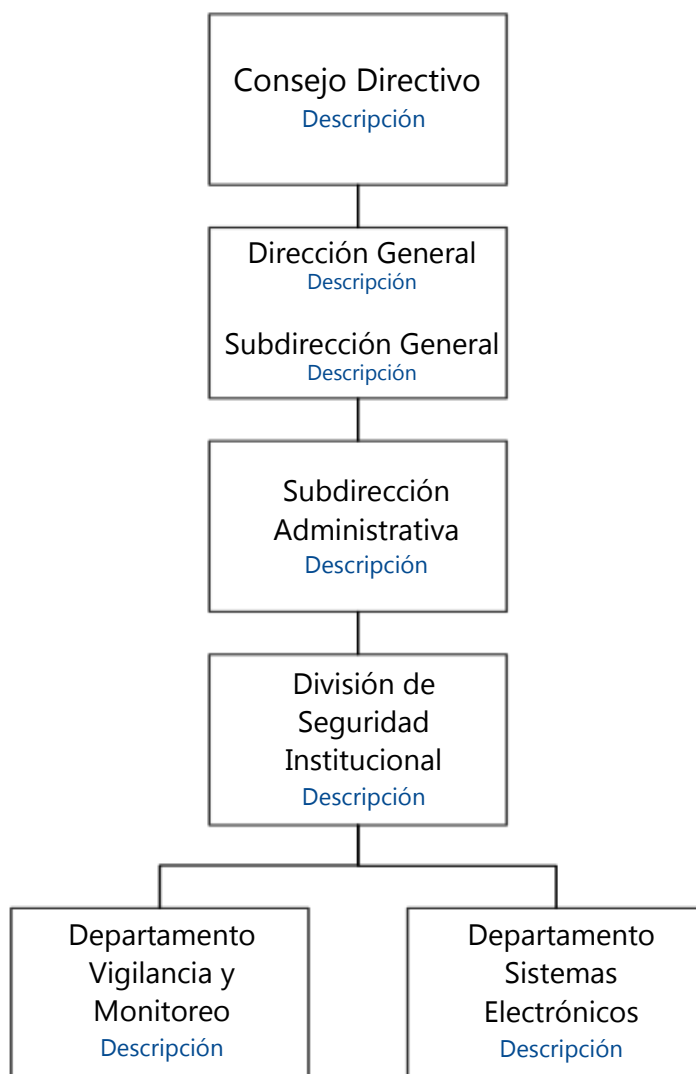 Consejo Directivo
Descripción
Dirección General
Descripción
Subdirección General
Descripción
Subdirección
Administrativa
Descripción
División de
Seguridad
Institucional
Descripción
Departamento
Vigilancia y
Monitoreo
Descripción
Departamento
Sistemas
Electrónicos
Descripción